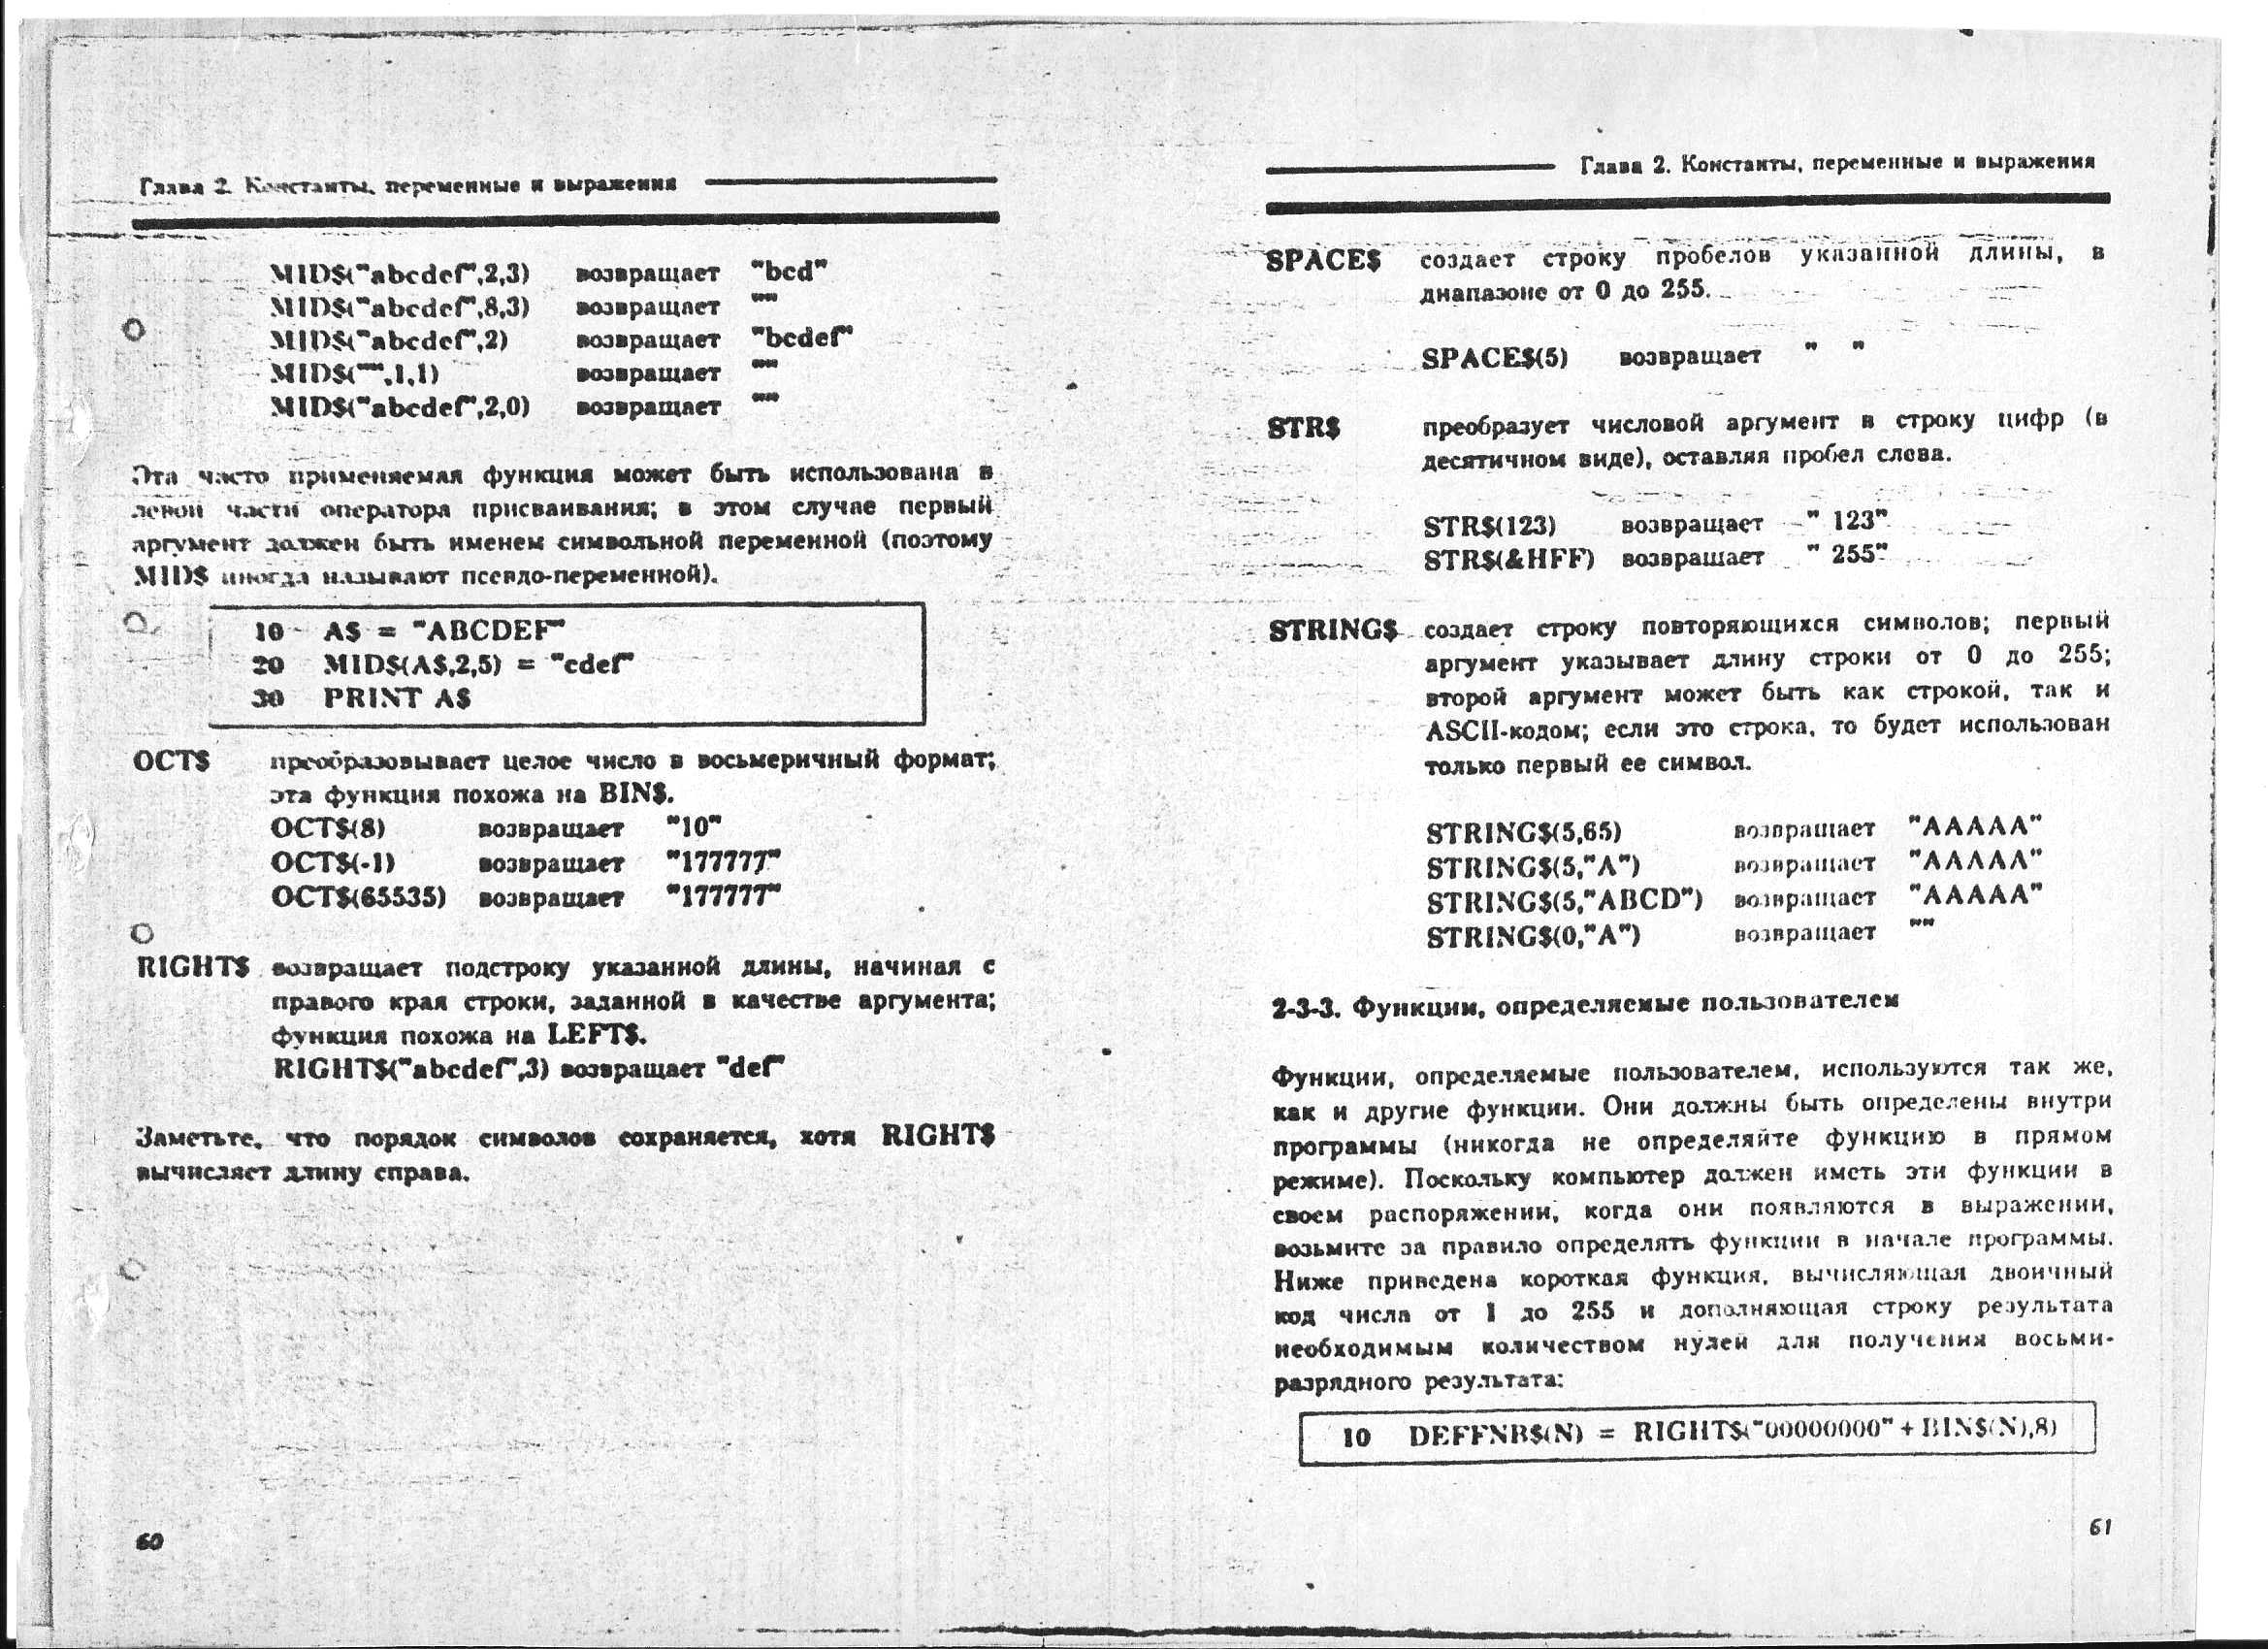 Глава 2. Константы, переменные и выражения
MID$("abcdef",2,3) возвращает "bcd"
MID$("abcdef",8,3) возвращает ""
MID$("abcdef",2) возвращает "bcdef"
MID$("",1,1) возвращает ""
MID$("abcdef",2,0) возвращает ""
Эта часто применяемая функция может быть использована в
левой части оператора присваивания; в этом случае первый
аргумент должен быть именем символьной переменной (поэтому
MID$ иногда называют псевдо-переменной).
10 A$ = "ABCDEF"
20 MID$(A$,2,5) = "cdef"
30 PRINT A$
OCT$ преобразовывает целое число в восьмеричный формат;
эта функция похожа на BIN$.
OCT$(8) возвращает "10"
OCT$(-1) возвращает "177777"
OCT$(65535) возвращает "177777"
RIGHT$ возвращает подстроку указанной длины, начиная с
правого края строки, заданной в качестве аргумента;
функция похожа на LEFT$.
RIGHT$("abcdef",3) возвращает "def"
Заметьте, что порядок символов сохраняется, хотя RIGHT$
вычисляет длину справа.
60
Глава 2. Константы, переменные и выражения
SPACE$ создает строку пробелов указанной длины, в
диапазоне от 0 до 255.
SPACE$(5) возвращает "     "
STR$ преобразует числовой аргумент в строку цифр (в
десятичном виде), оставляя пробел слева.
STR$(123) возвращает " 123"
STR$(&HFF) возвращает " 255"
STRING$ создает строку повторяющихся символов; первый
аргумент указывает длину строки от 0 до 255;
второй аргумент может быть как строкой, так и
ASCII-кодом; если это строка, то будет использован
только первый ее символ.
STRING$(5,65) возвращает "AAAAA"
STRING$(5,"A") возвращает "AAAAA"
STRING$(5,"ABCD") возвращает "AAAAA"
STRING$(0,"A") возвращает ""
2-3-3. Функции, определяемые пользователем
Функции, определяемые пользователем, используются так же,
как и другие функции. Они должны быть определены внутри
программы (никогда не определяйте функцию в прямом
режиме). Поскольку компьютер должен иметь эти функции в
своем распоряжении, когда они появляются в выражении,
возьмите за правило определять функции в начале программы.
Ниже приведена короткая функция, вычисляющая двоичный
код числа от 1 до 255 и дополняющая строку результата
необходимым количеством нулей для получения восьми-
разрядного результата:
10 DEFFNB$(N) = RIGHT$("00000000"+BIN$(N),8)
61